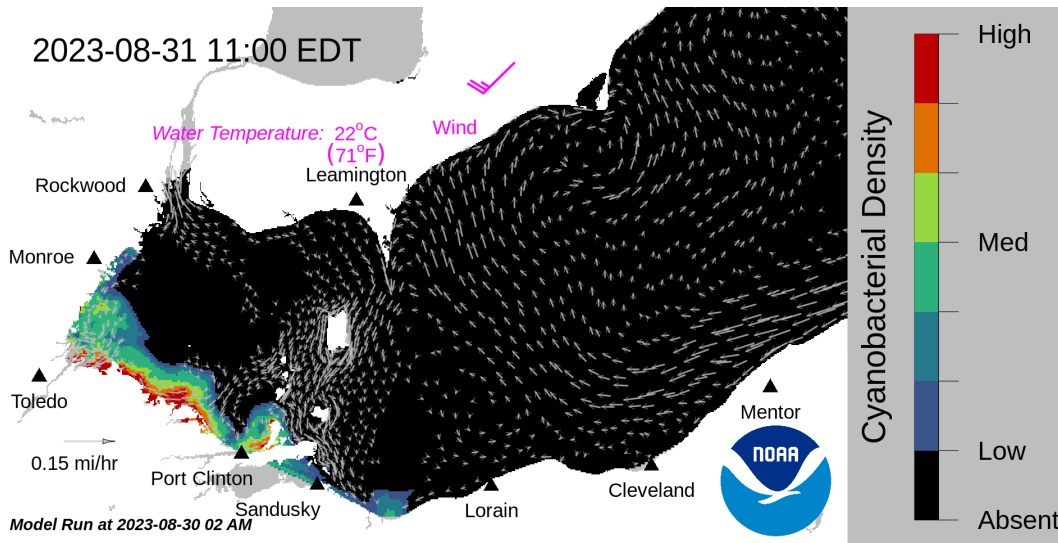 2023-08-31 11:00 EDT
Water Temperature: 22°C
(71°F)
Wind
Leamington
Rockwood
Monroe
Toledo
0.15 mi/hr
Port Clinton
Sandusky
Lorain
Cleveland
Mentor
NOAA
Model Run at 2023-08-30 02 AM
Cyanobacterial Density
High
Med
Low
Absent